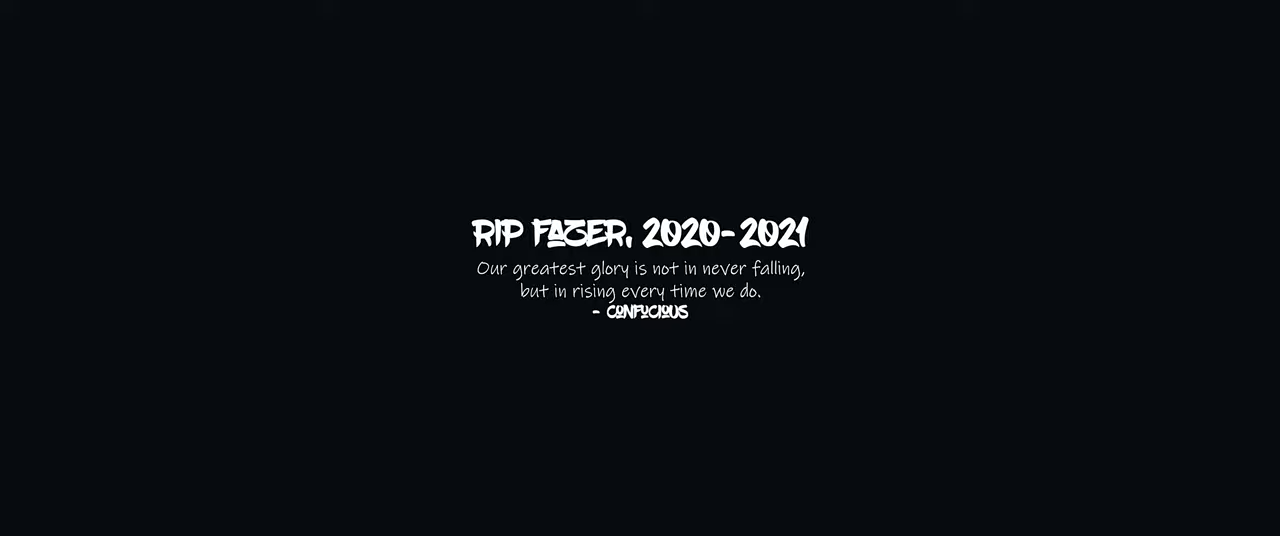 RIP FAZER, 2020-2021
Our greatest glory is not in never falling,
but in rising every time we do.
- CONFUCIOUS